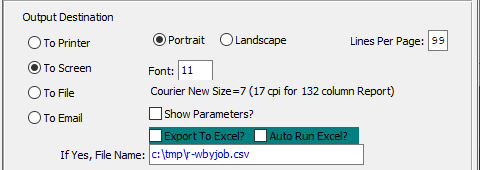 Output Destination
To Printer
Portrait
Landscape
Lines Per Page: 99
To Screen
Font: 11
To File
Courier New Size=7 (17 cpi for 132 column Report)
To Email
Show Parameters?
Export To Excel?
Auto Run Excel?
If Yes, File Name: c:\tmp\r-wbyjob.csv